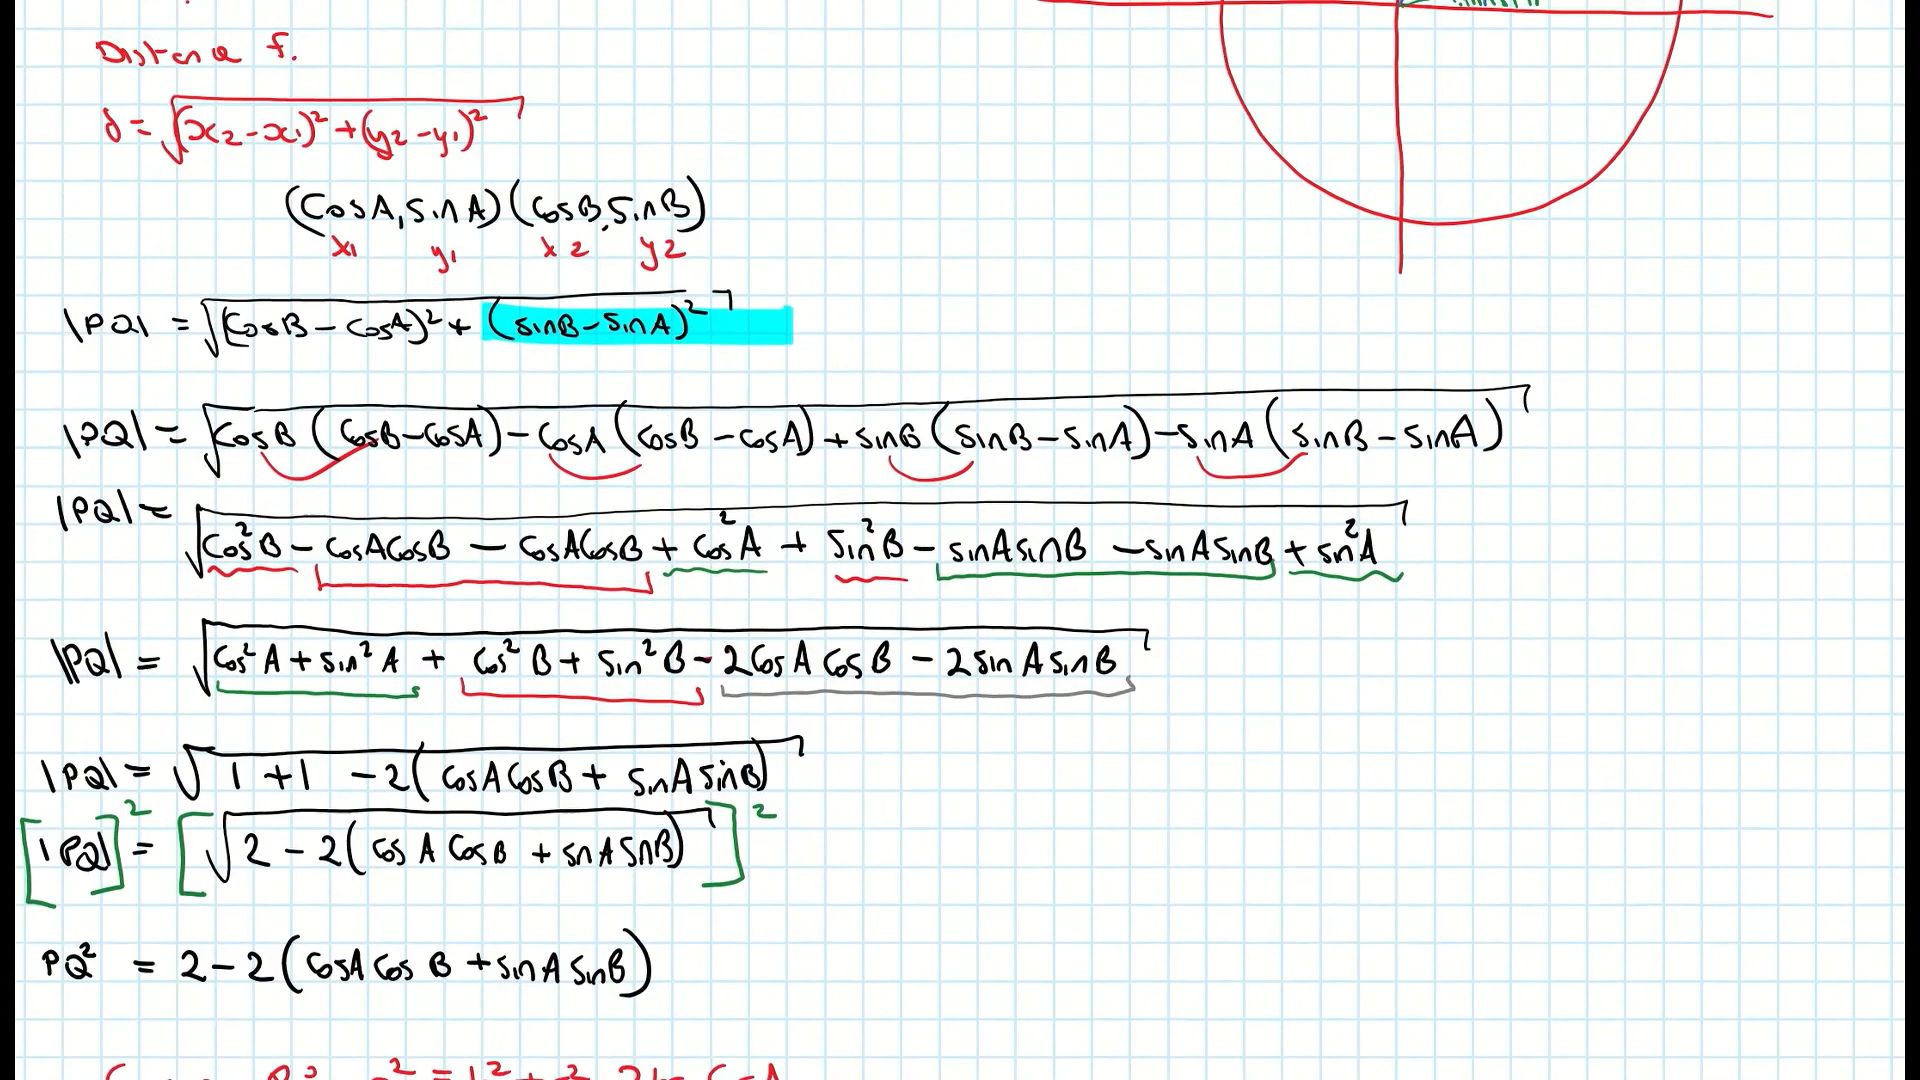 Distance f.
d = √(x₂-x₁)² + (y₂-y₁)²
(CosA, sinA) (CosB, SinB)
x₁ y₁ x₂ y₂
|PQ| = √(CosB - CosA)² + (sinB - sinA)²
|PQ| = √CosB (CosB - CosA) - CosA (CosB - CosA) + sinB (sinB - sinA) - sinA (sinB - sinA)
|PQ| = √Cos²B - CosACosB - CosACosB + Cos²A + Sin²B - sinAsinB - sinAsinB + sin²A
|PQ| = √Cos²A + Sin²A + Cos²B + Sin²B - 2CosACosB - 2sinAsinB
|PQ| = √1 + 1 - 2(CosACosB + sinAsinB)
[|PQ|]² = [√2 - 2(CosACosB + sinAsinB)]²
PQ² = 2 - 2(CosACosB + sinAsinB)